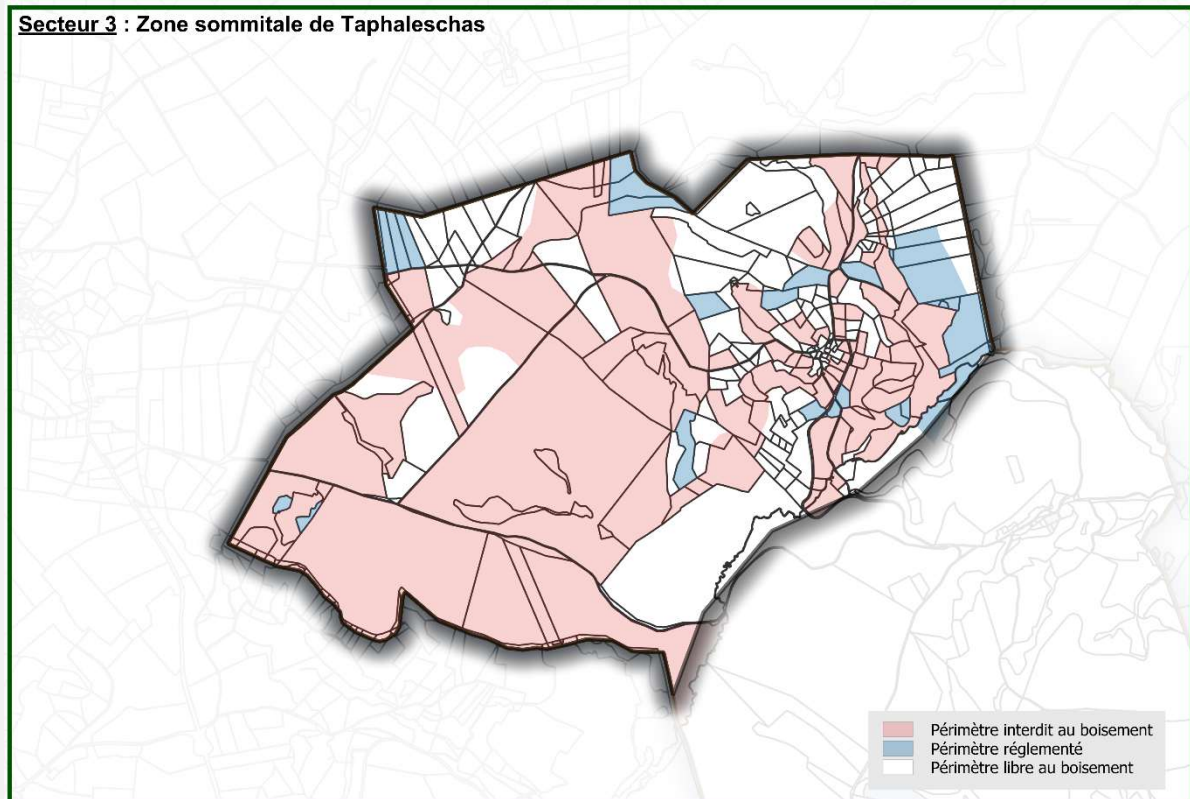 Secteur 3 : Zone sommitale de Taphaleschas
Périmètre interdit au boisement
Périmètre réglementé
Périmètre libre au boisement